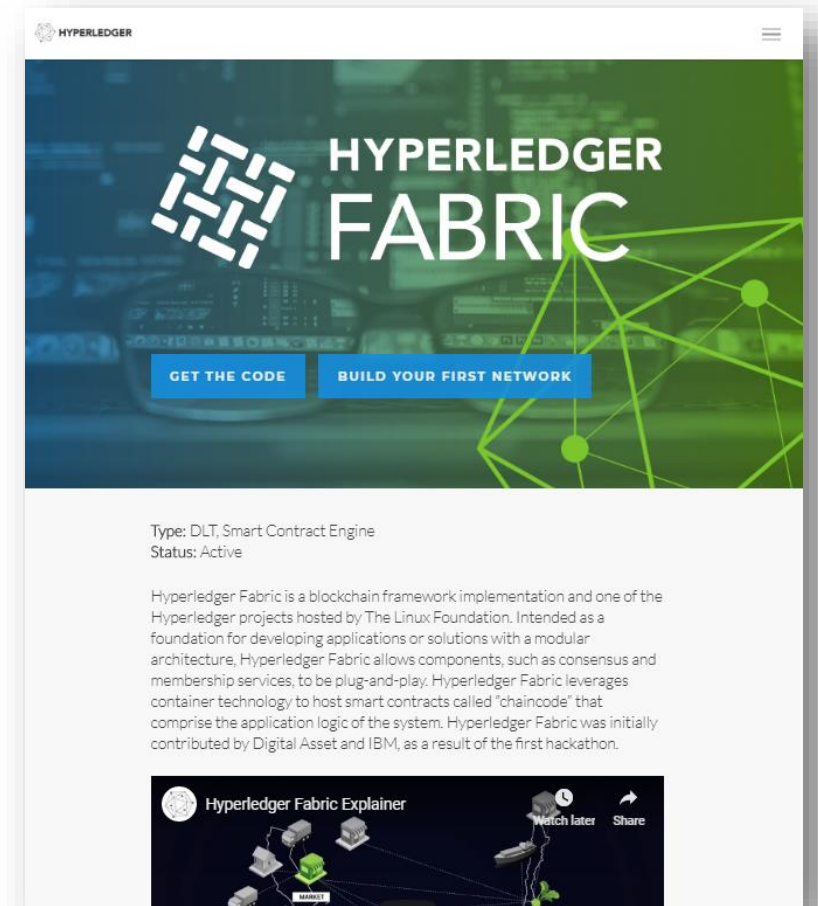 HYPERLEDGER
HYPERLEDGER
FABRIC
GET THE CODE
BUILD YOUR FIRST NETWORK
Type: DLT, Smart Contract Engine
Status: Active
Hyperledger Fabric is a blockchain framework implementation and one of the
Hyperledger projects hosted by The Linux Foundation. Intended as a
foundation for developing applications or solutions with a modular
architecture, Hyperledger Fabric allows components, such as consensus and
membership services, to be plug-and-play. Hyperledger Fabric leverages
container technology to host smart contracts called “chaincode” that
comprise the application logic of the system. Hyperledger Fabric was initially
contributed by Digital Asset and IBM, as a result of the first hackathon.
Hyperledger Fabric Explainer
Watch later
Share
MARKET